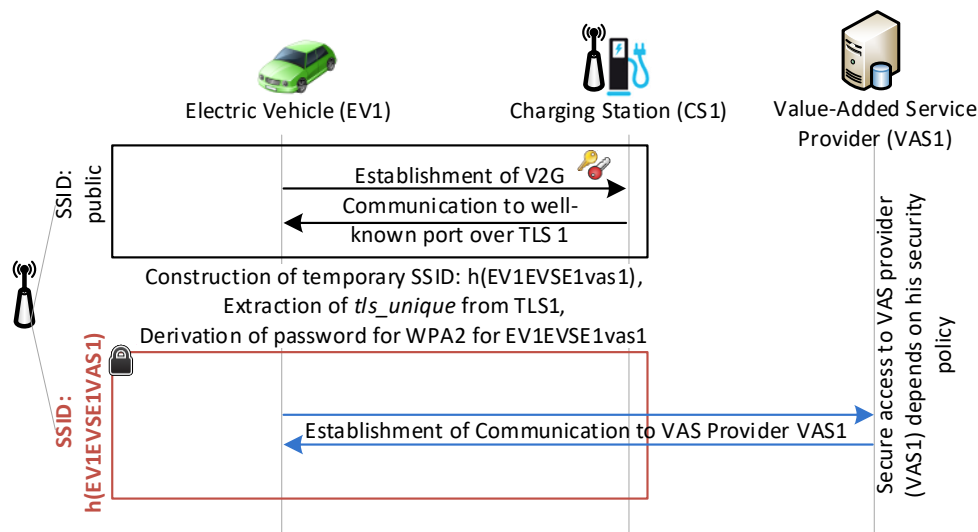 Electric Vehicle (EV1)
Charging Station (CS1)
Value-Added Service
Provider (VAS1)
SSID:
public
Establishment of V2G
Communication to well-
known port over TLS 1
Construction of temporary SSID: h(EV1EVSE1vas1),
Extraction of tls_unique from TLS1,
Derivation of password for WPA2 for EV1EVSE1vas1
SSID:
h(EV1EVSE1VAS1)
Establishment of Communication to VAS Provider VAS1
Secure access to VAS provider
(VAS1) depends on his security
policy